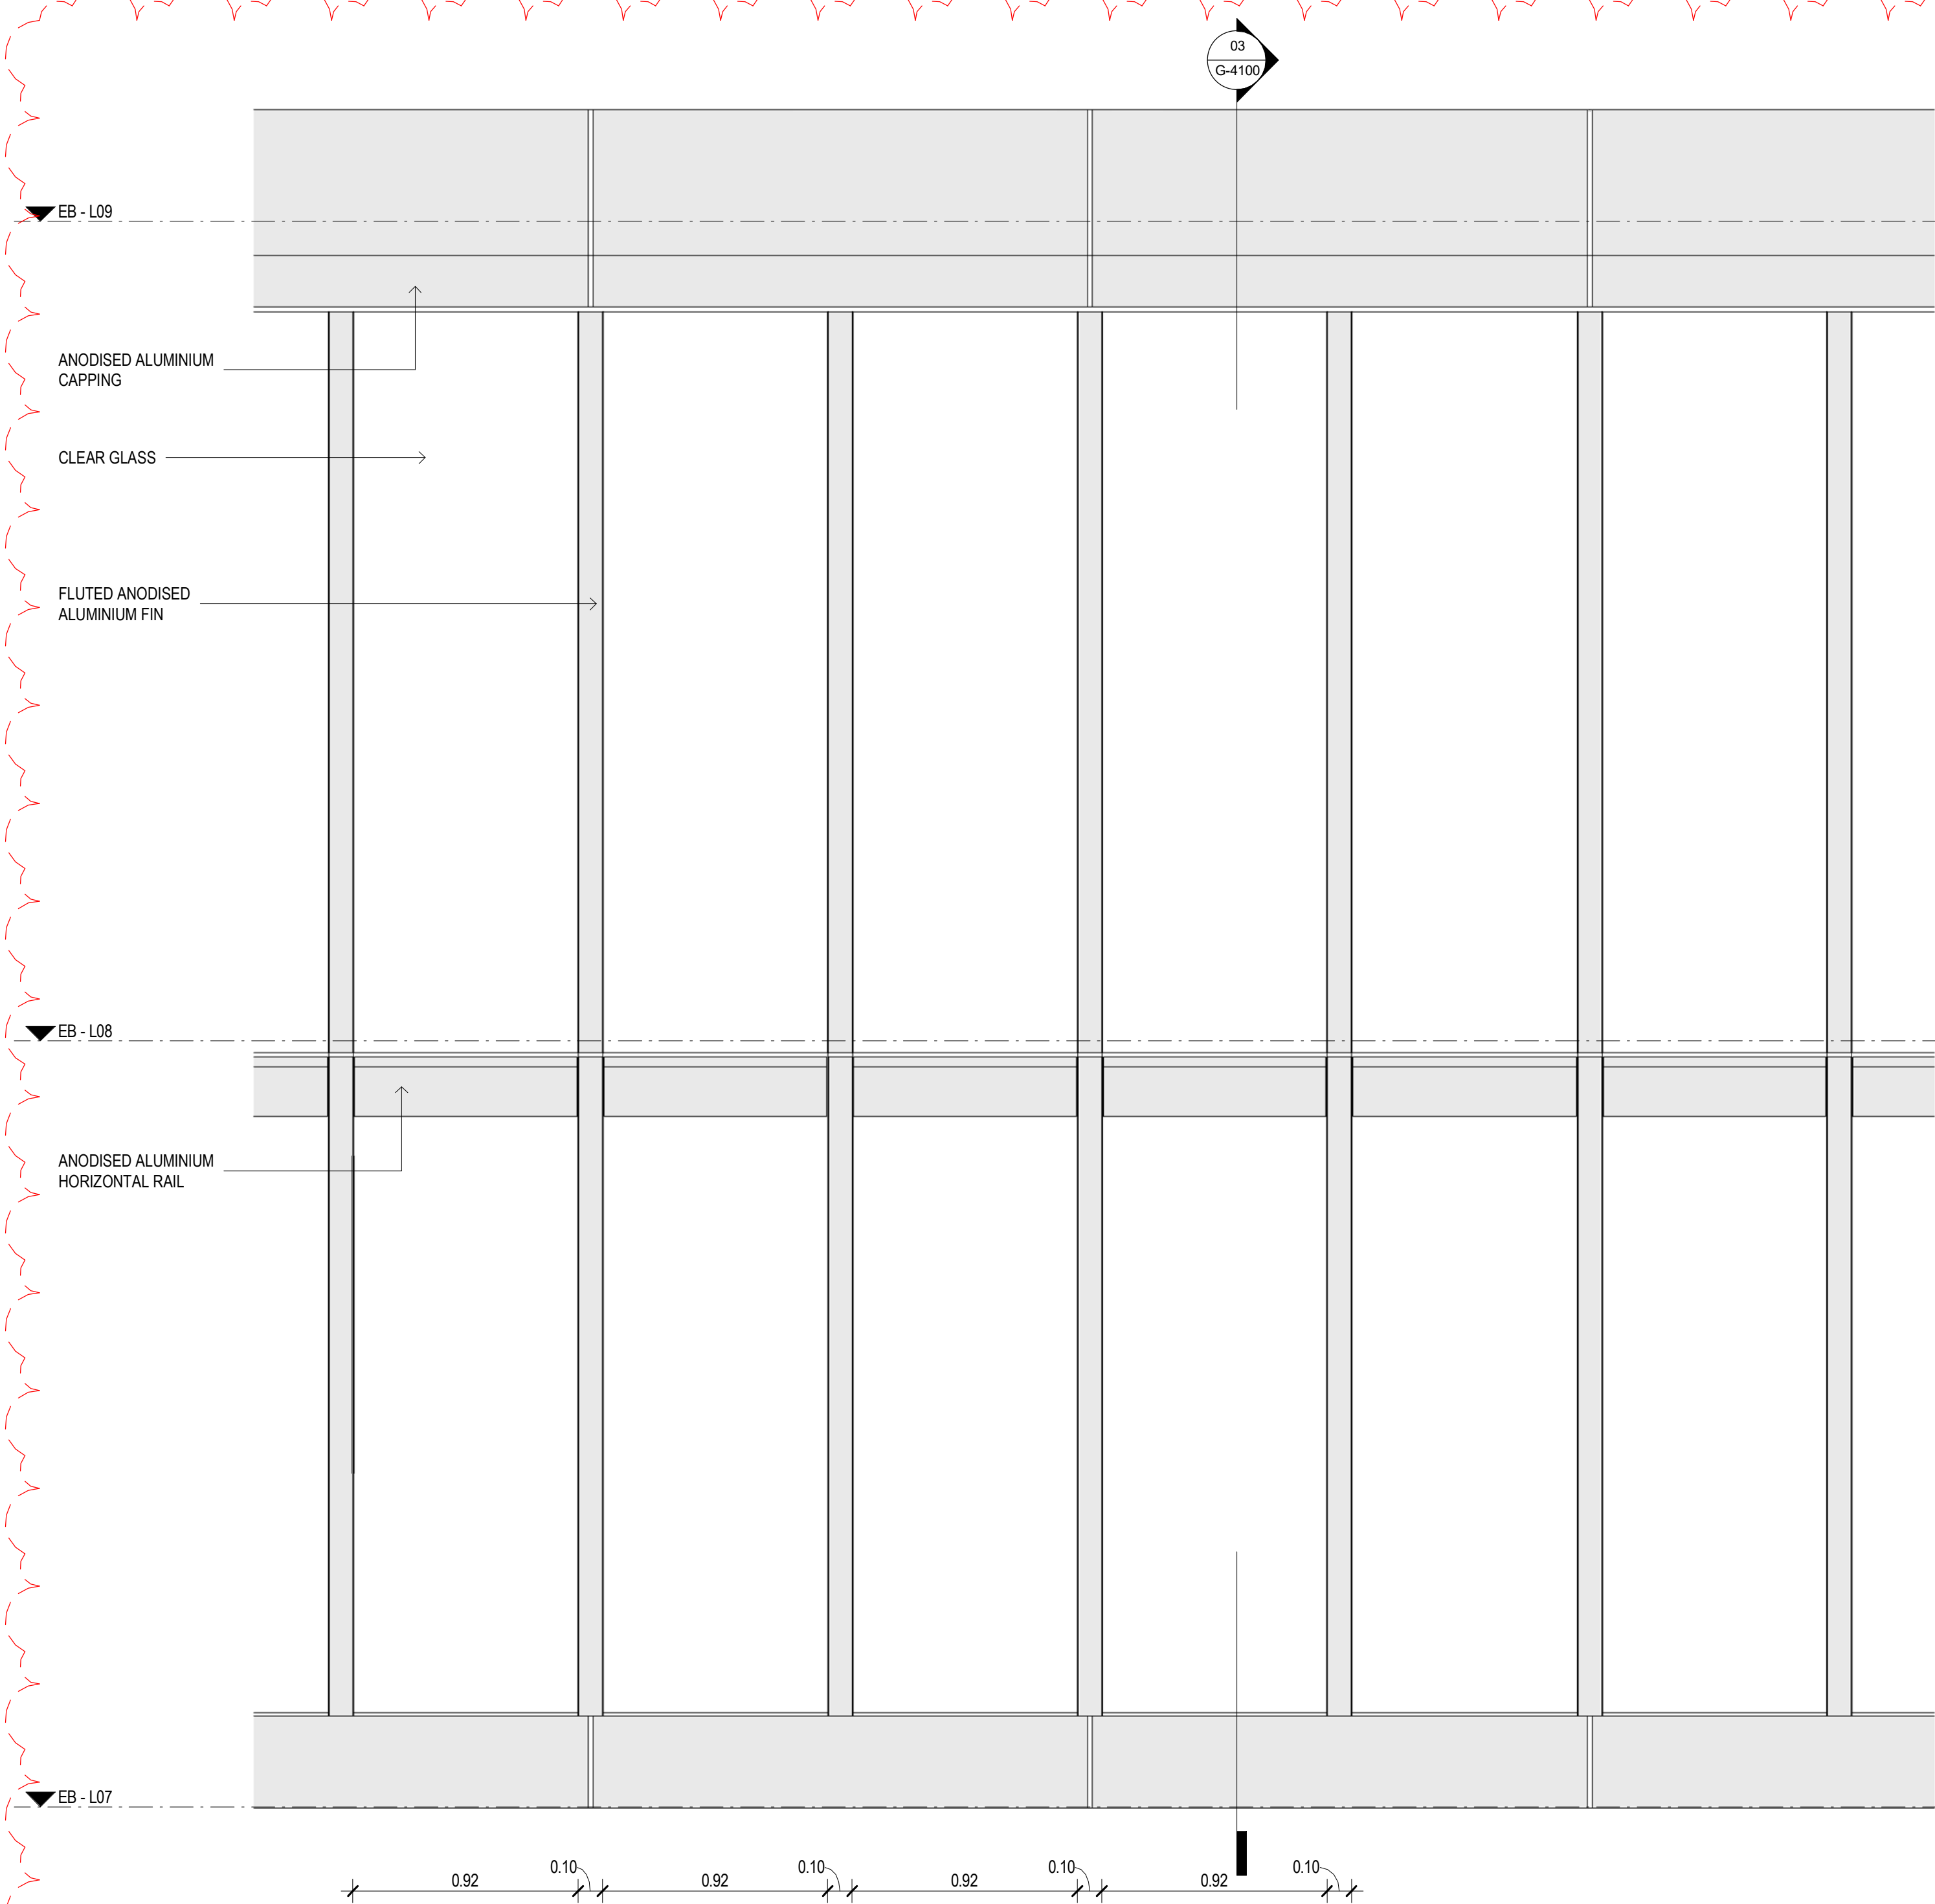 03
G-4100
EB - L09
ANODISED ALUMINIUM
CAPPING
CLEAR GLASS
FLUTED ANODISED
ALUMINIUM FIN
EB - L08
ANODISED ALUMINIUM
HORIZONTAL RAIL
EB - L07
0.92 0.10 0.92 0.10 0.92 0.10 0.92 0.10